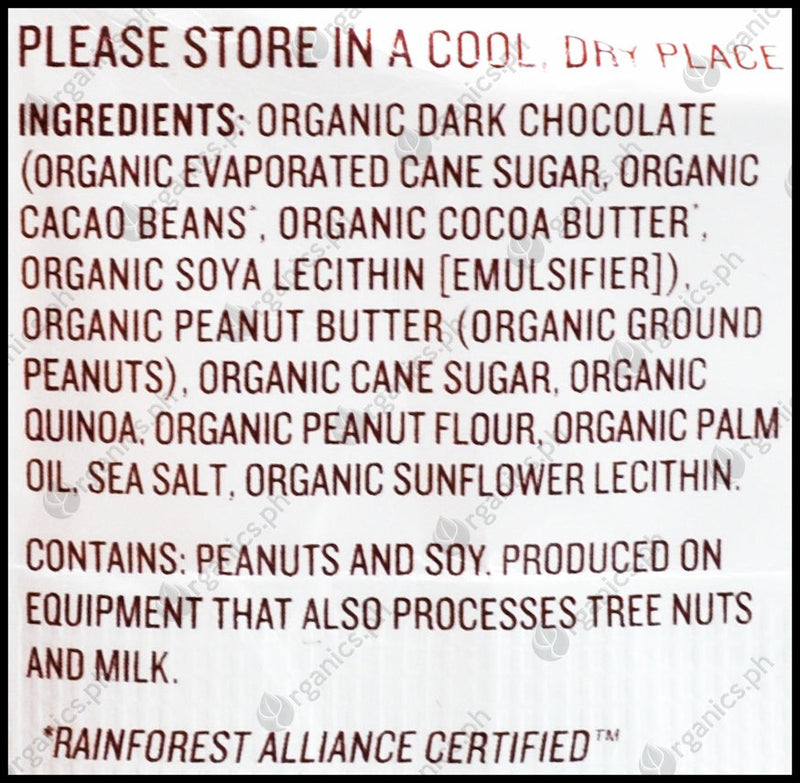 PLEASE STORE IN A COOL, DRY PLACE
INGREDIENTS: ORGANIC DARK CHOCOLATE
(ORGANIC EVAPORATED CANE SUGAR, ORGANIC
CACAO BEANS*, ORGANIC COCOA BUTTER*,
ORGANIC SOYA LECITHIN [EMULSIFIER]),
ORGANIC PEANUT BUTTER (ORGANIC GROUND
PEANUTS), ORGANIC CANE SUGAR, ORGANIC
QUINOA, ORGANIC PEANUT FLOUR, ORGANIC PALM
OIL, SEA SALT, ORGANIC SUNFLOWER LECITHIN.
CONTAINS: PEANUTS AND SOY. PRODUCED ON
EQUIPMENT THAT ALSO PROCESSES TREE NUTS
AND MILK.
*RAINFOREST ALLIANCE CERTIFIED™
Organics.ph